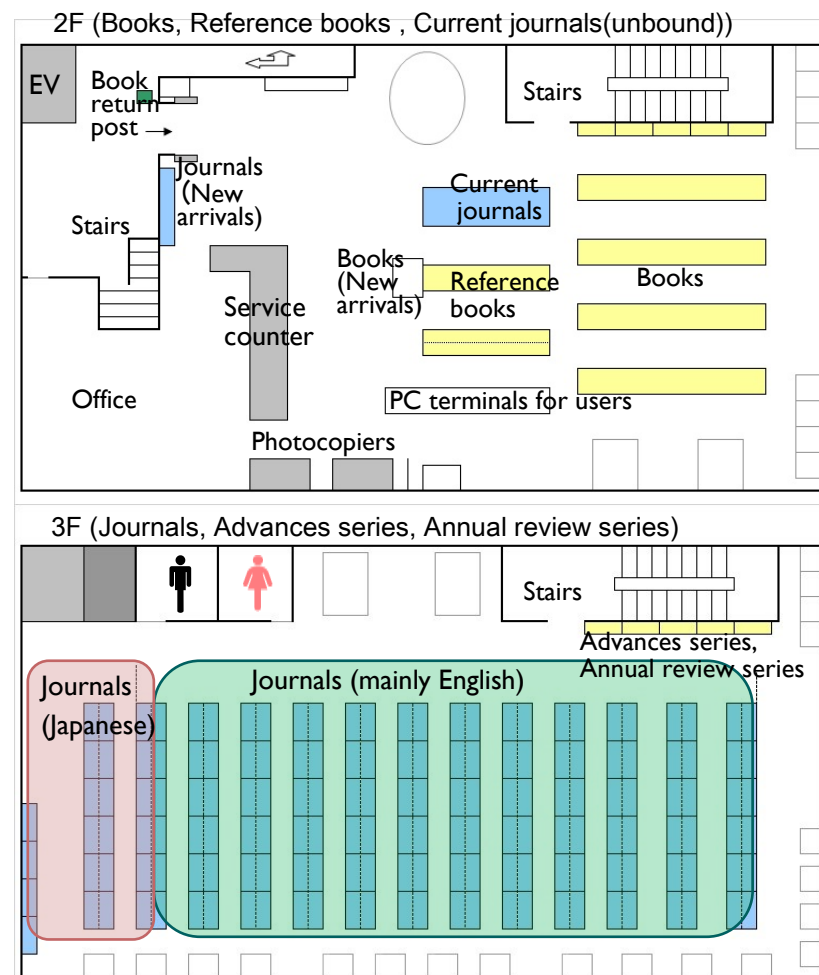 2F (Books, Reference books , Current journals(unbound))
EV
Book
return
post
Stairs
Journals
(New
arrivals)
Current
journals
Stairs
Books
(New
arrivals)
Reference
books
Books
Service
counter
Office
PC terminals for users
Photocopiers
3F (Journals, Advances series, Annual review series)
Stairs
Advances series,
Annual review series
Journals
(Japanese)
Journals (mainly English)